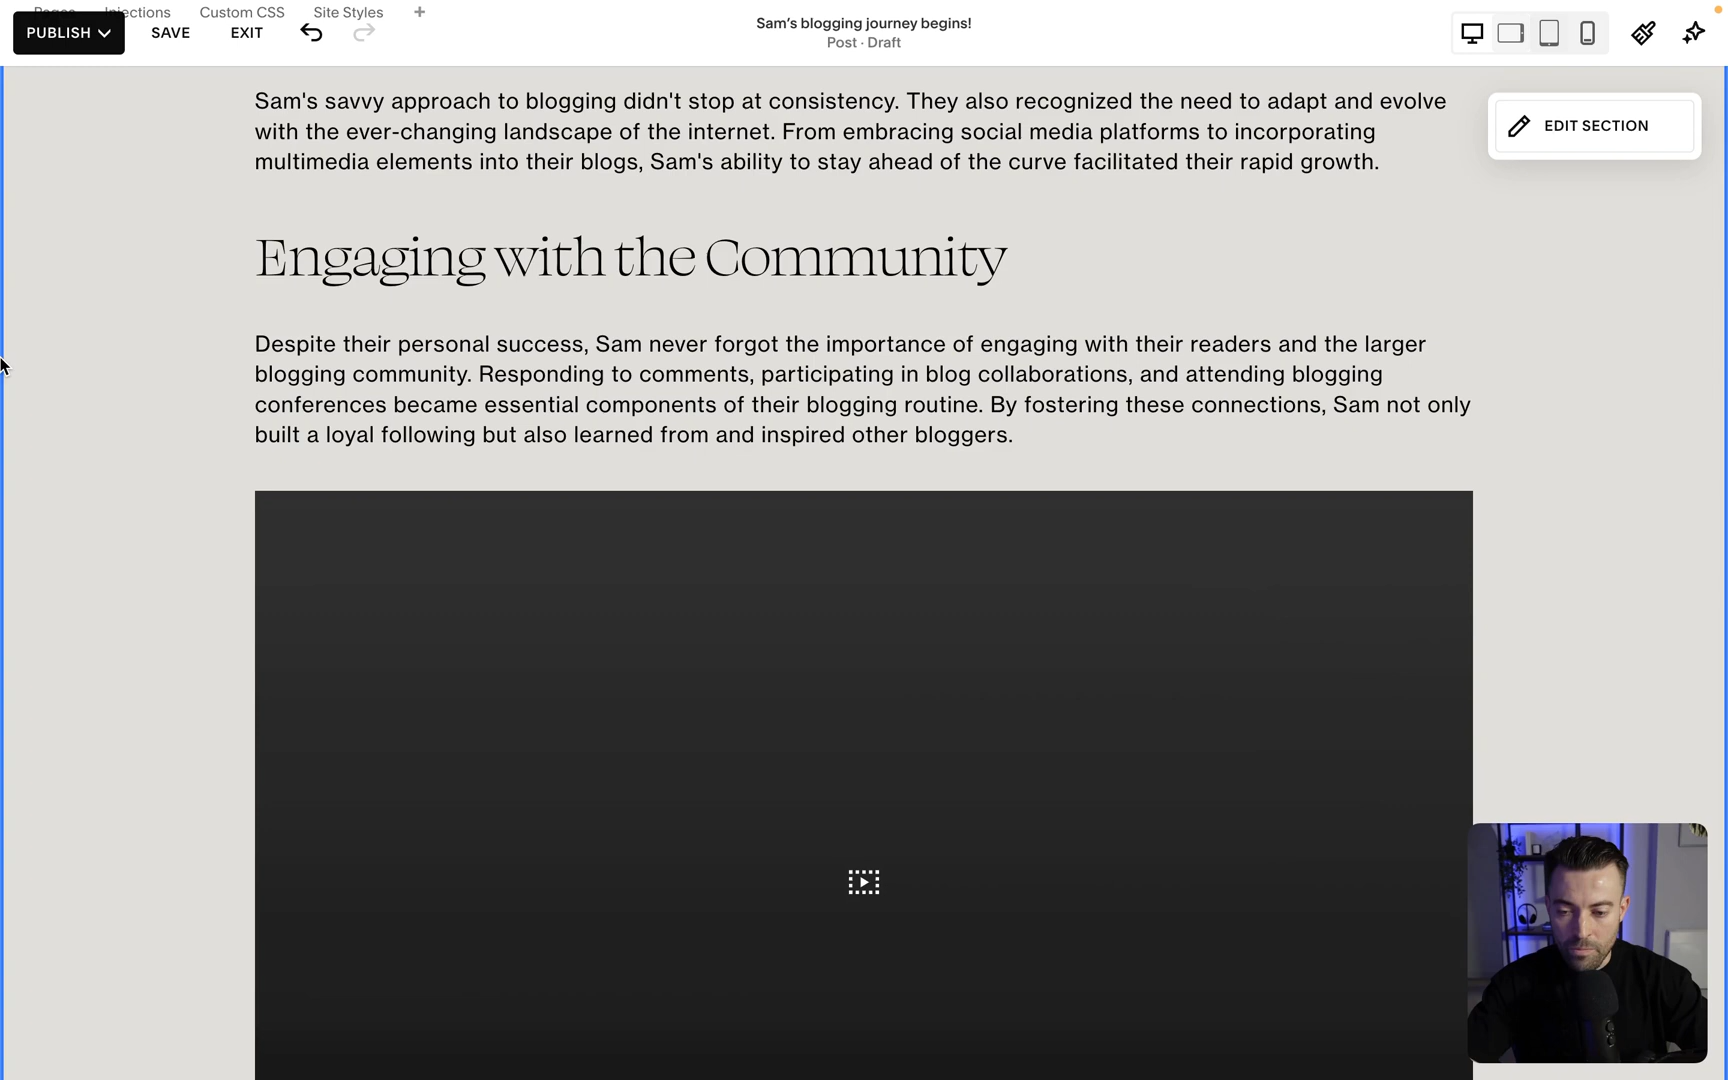 Pages Injections Custom CSS Site Styles +
PUBLISH SAVE EXIT
Sam's blogging journey begins!
Post · Draft
Sam's savvy approach to blogging didn't stop at consistency. They also recognized the need to adapt and evolve
with the ever-changing landscape of the internet. From embracing social media platforms to incorporating
multimedia elements into their blogs, Sam's ability to stay ahead of the curve facilitated their rapid growth.
EDIT SECTION
Engaging with the Community
Despite their personal success, Sam never forgot the importance of engaging with their readers and the larger
blogging community. Responding to comments, participating in blog collaborations, and attending blogging
conferences became essential components of their blogging routine. By fostering these connections, Sam not only
built a loyal following but also learned from and inspired other bloggers.